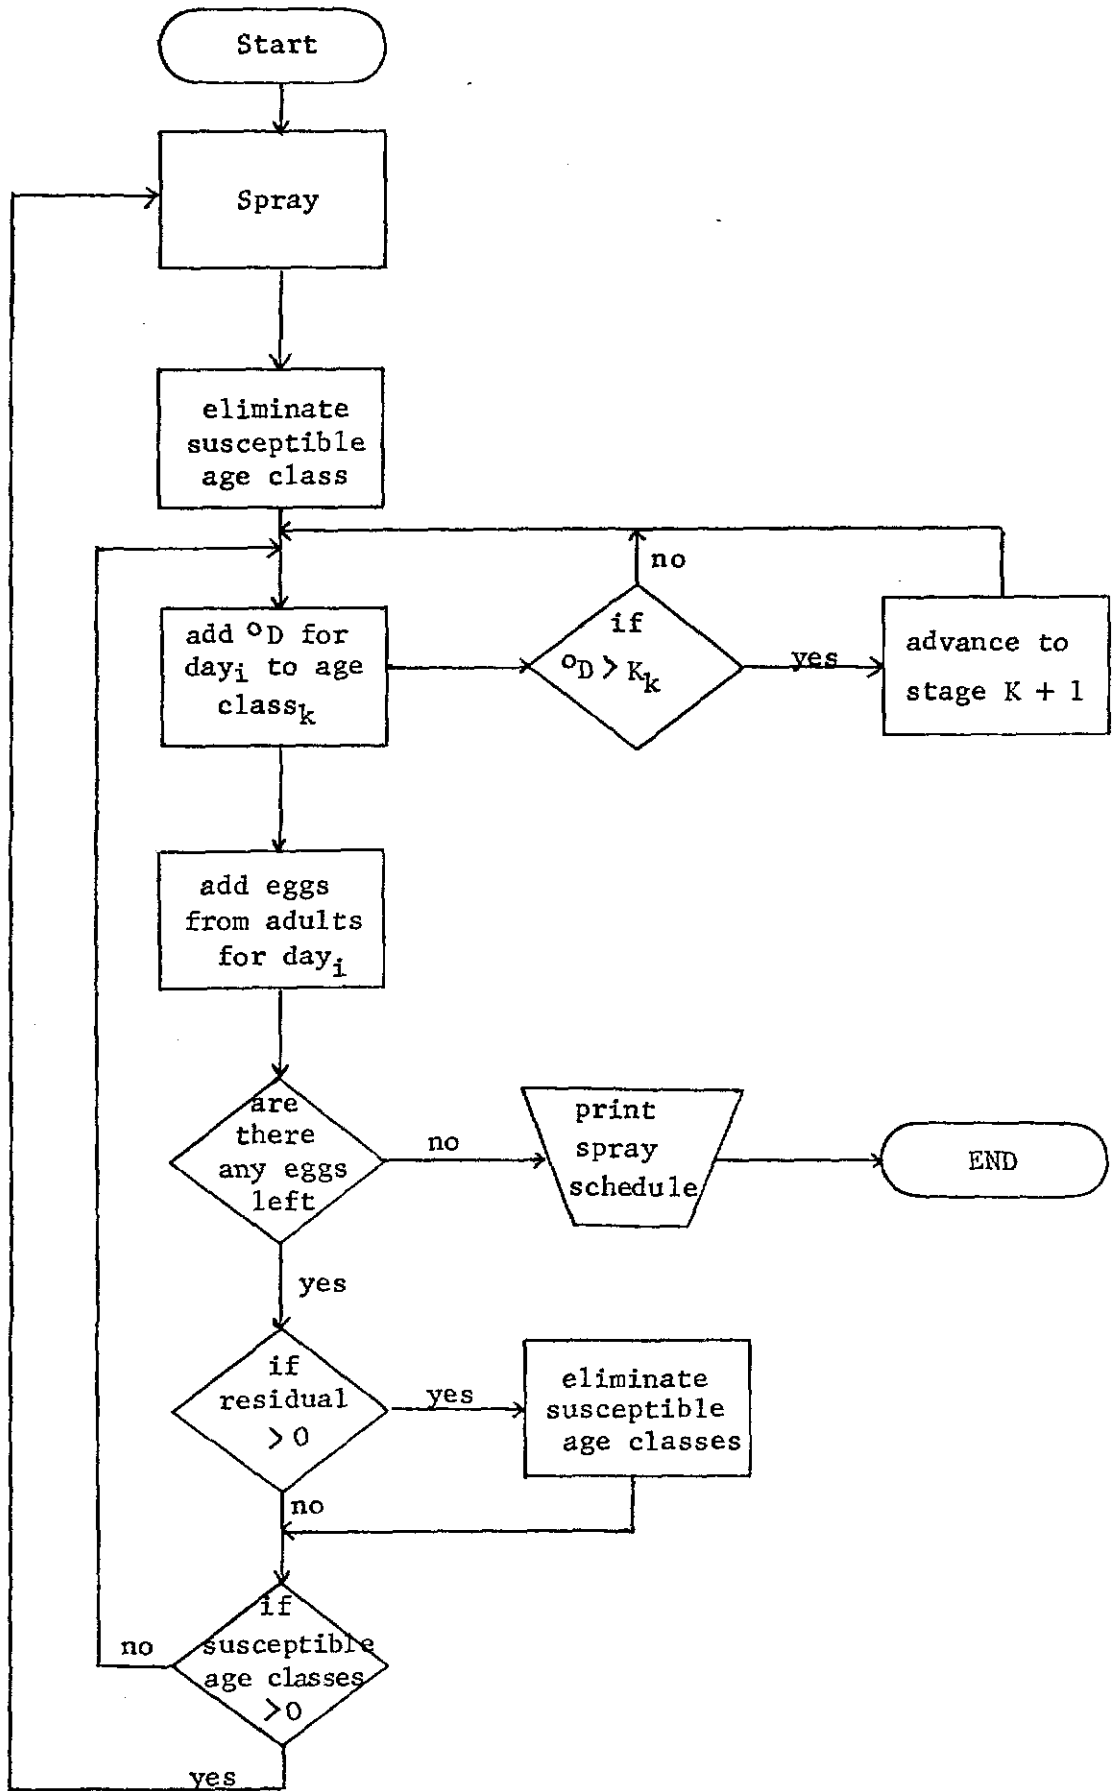 Start
Spray
eliminate
susceptible
age class
no
add °D for
day_i to age
class_k
if
°D > K_k
yes
advance to
stage K + 1
add eggs
from adults
for day_i
are
there
any eggs
left
no
print
spray
schedule
END
yes
if
residual
> 0
yes
eliminate
susceptible
age classes
no
if
susceptible
age classes
>0
no
yes